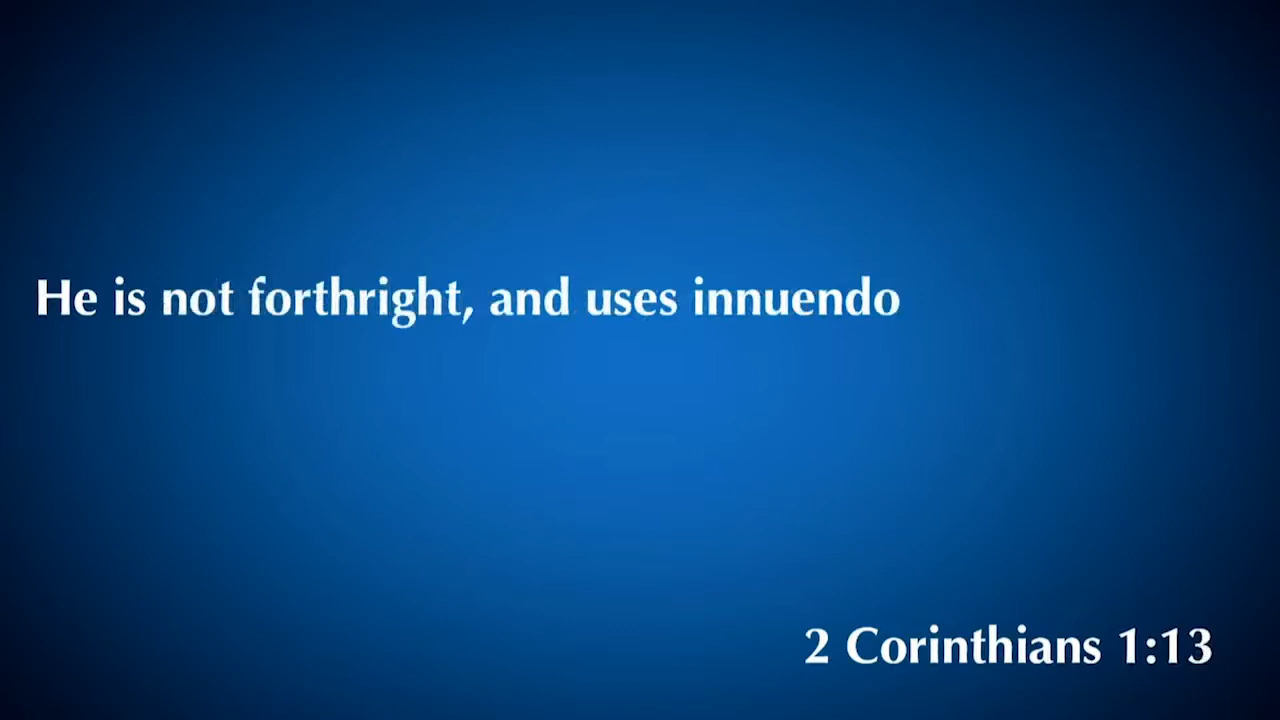 He is not forthright, and uses innuendo
2 Corinthians 1:13